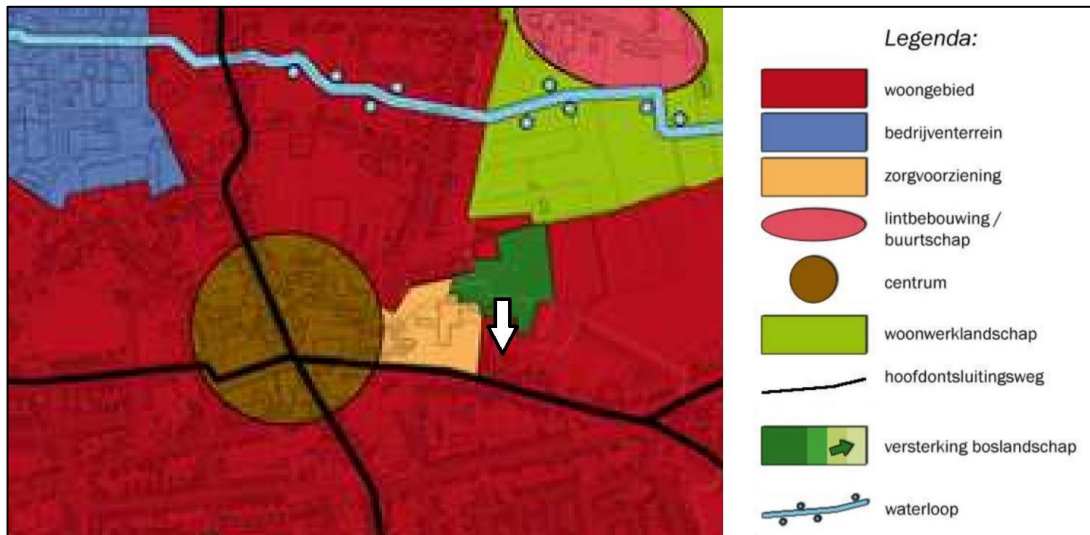 Legenda:
woongebied
bedrijventerrein
zorgvoorziening
lintbebouwing /
buurtschap
centrum
woonwerklandschap
hoofdontsluitingsweg
versterking boslandschap
waterloop